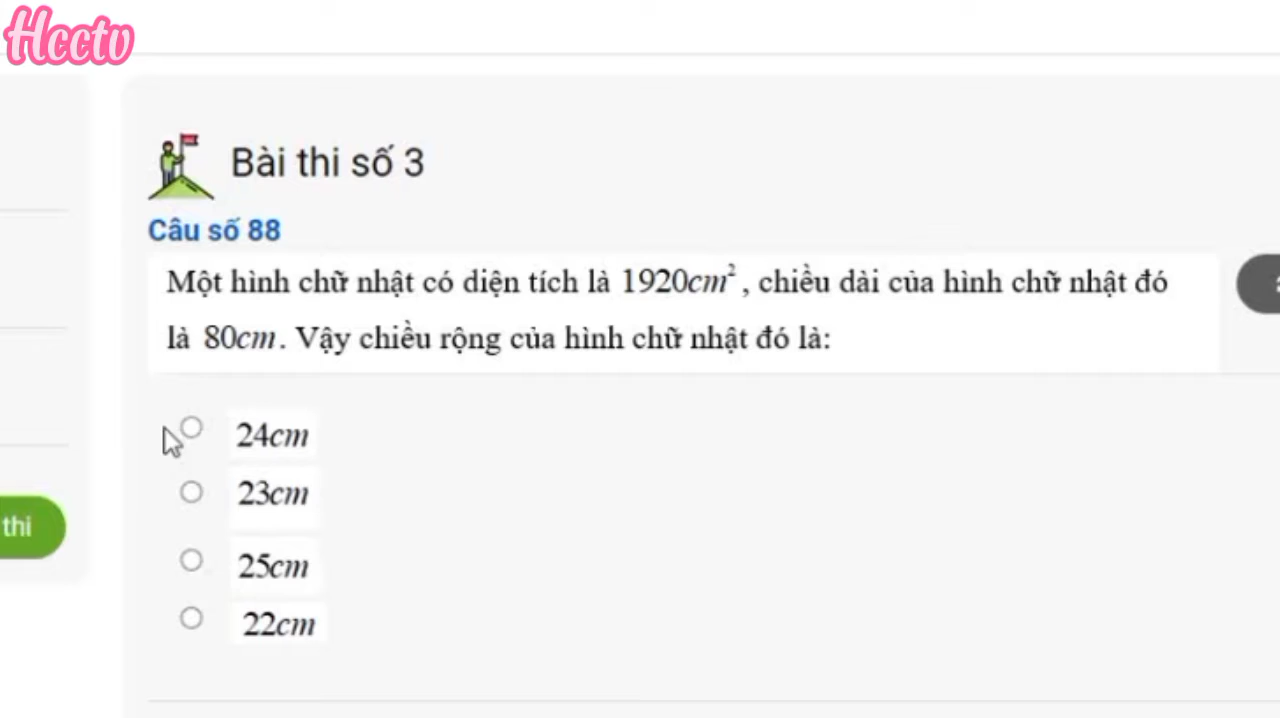 Hcctv
Bài thi số 3
Câu số 88
Một hình chữ nhật có diện tích là 1920cm², chiều dài của hình chữ nhật đó
là 80cm. Vậy chiều rộng của hình chữ nhật đó là:
24cm
23cm
thi
25cm
22cm